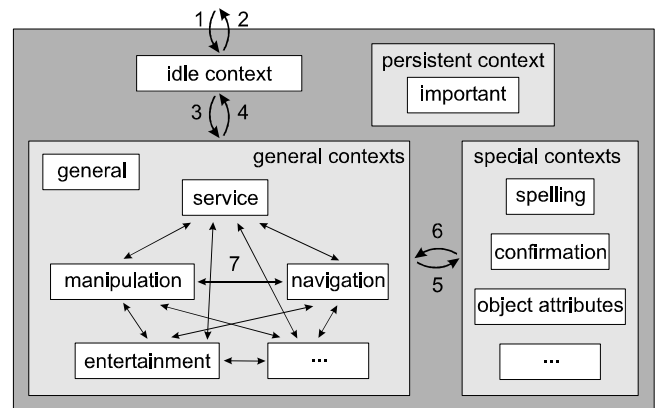 1 2
idle context
persistent context
important
3 4
general contexts
general
service
manipulation
7
navigation
entertainment
...
6
5
special contexts
spelling
confirmation
object attributes
...